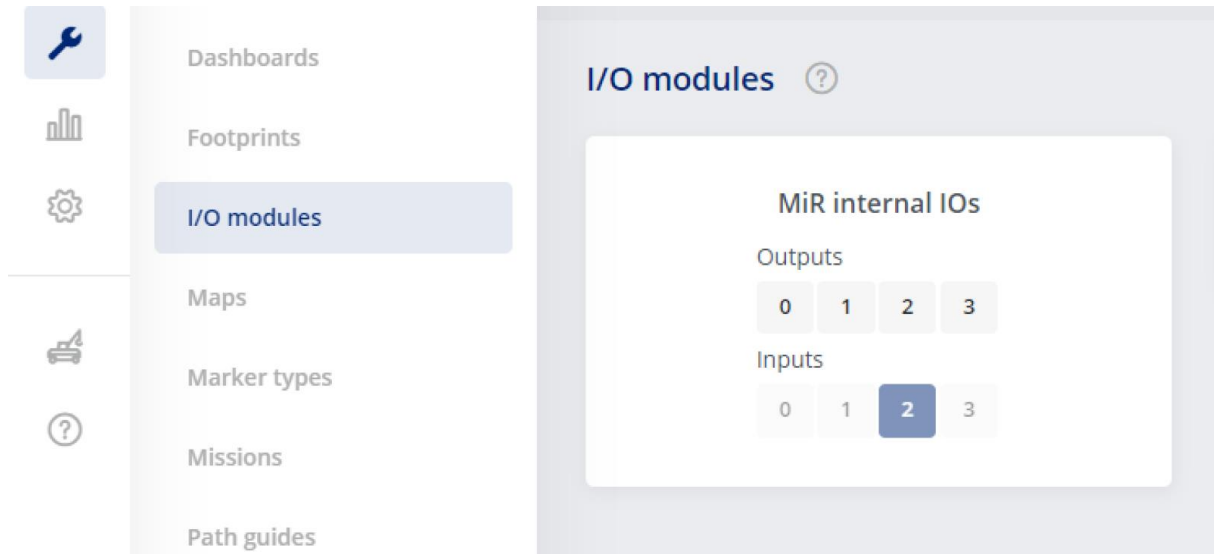 Dashboards
Footprints
I/O modules
Maps
Marker types
Missions
Path guides
I/O modules ?
MiR internal IOs
Outputs
0 1 2 3
Inputs
0 1 2 3
?